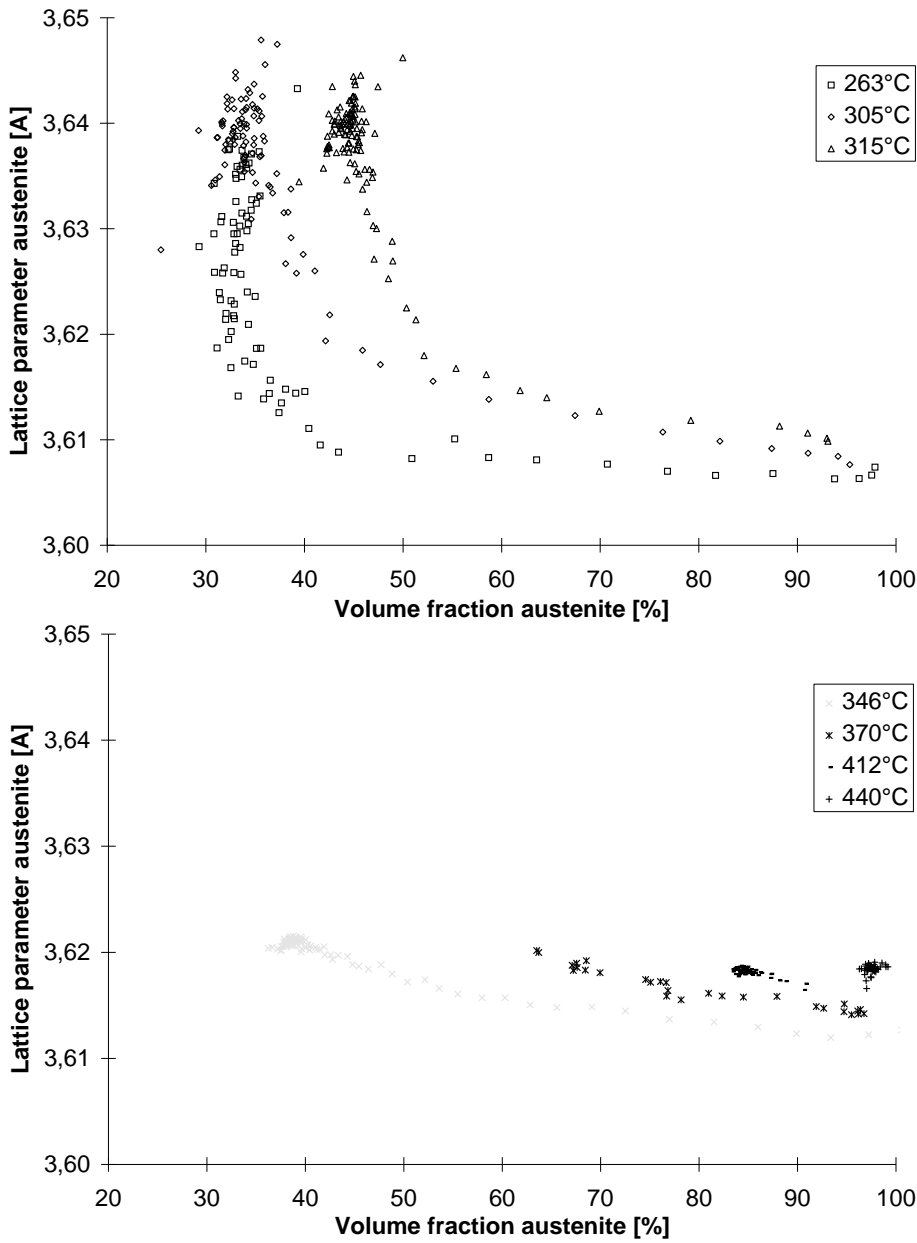 3,65
3,64
3,63
3,62
3,61
3,60
Lattice parameter austenite [A]
20 30 40 50 60 70 80 90 100
Volume fraction austenite [%]
263°C
305°C
315°C
3,65
3,64
3,63
3,62
3,61
3,60
Lattice parameter austenite [A]
20 30 40 50 60 70 80 90 100
Volume fraction austenite [%]
346°C
370°C
412°C
440°C